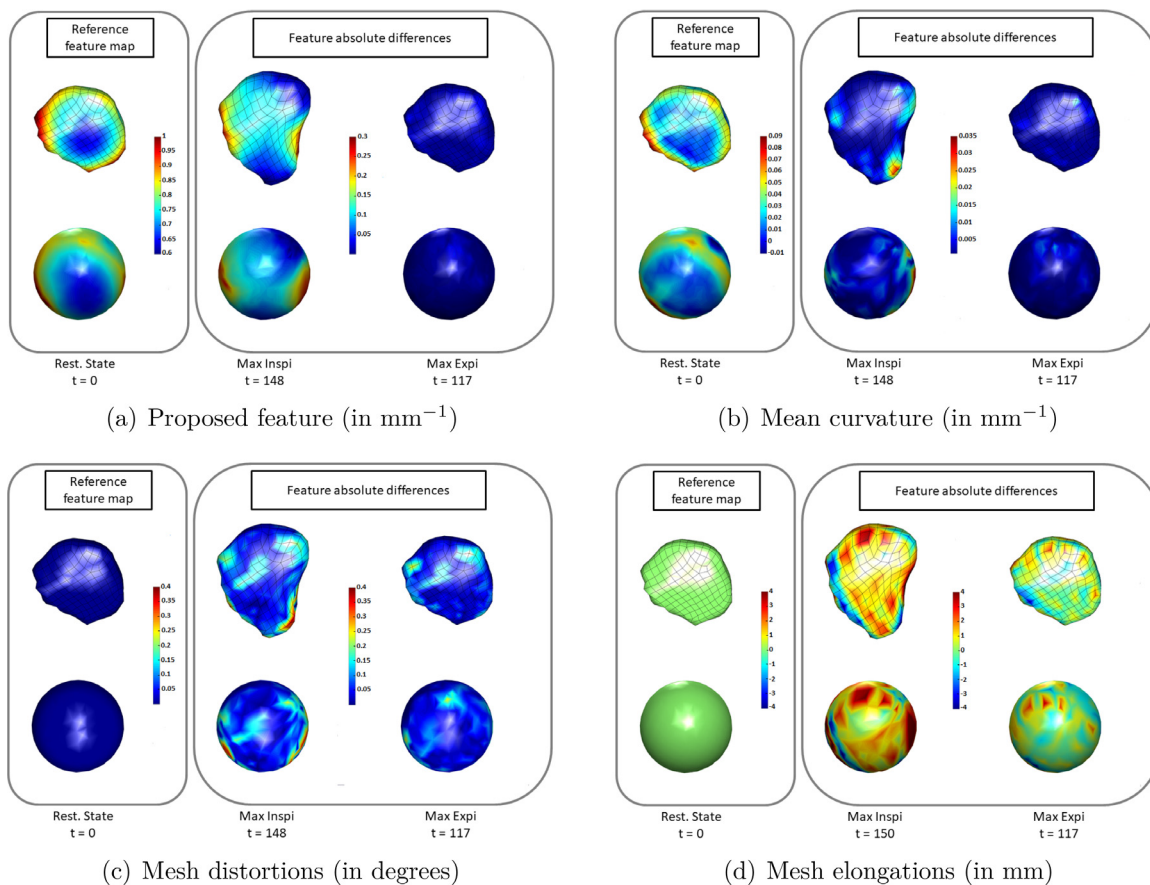 Reference
feature map
Feature absolute differences
1
0.95
0.9
0.85
0.8
0.75
0.7
0.65
0.6
0.3
0.25
0.2
0.15
0.1
0.05
Rest. State
t = 0
Max Inspi
t = 148
Max Expi
t = 117
(a) Proposed feature (in mm⁻¹)
Reference
feature map
Feature absolute differences
0.09
0.08
0.07
0.06
0.05
0.04
0.03
0.02
0.01
0
-0.01
0.035
0.03
0.025
0.02
0.015
0.01
0.005
Rest. State
t = 0
Max Inspi
t = 148
Max Expi
t = 117
(b) Mean curvature (in mm⁻¹)
Reference
feature map
Feature absolute differences
0.4
0.35
0.3
0.25
0.2
0.15
0.1
0.05
0.4
0.35
0.3
0.25
0.2
0.15
0.1
0.05
Rest. State
t = 0
Max Inspi
t = 148
Max Expi
t = 117
(c) Mesh distortions (in degrees)
Reference
feature map
Feature absolute differences
4
3
2
1
0
-1
-2
-3
-4
4
3
2
1
0
-1
-2
-3
-4
Rest. State
t = 0
Max Inspi
t = 150
Max Expi
t = 117
(d) Mesh elongations (in mm)